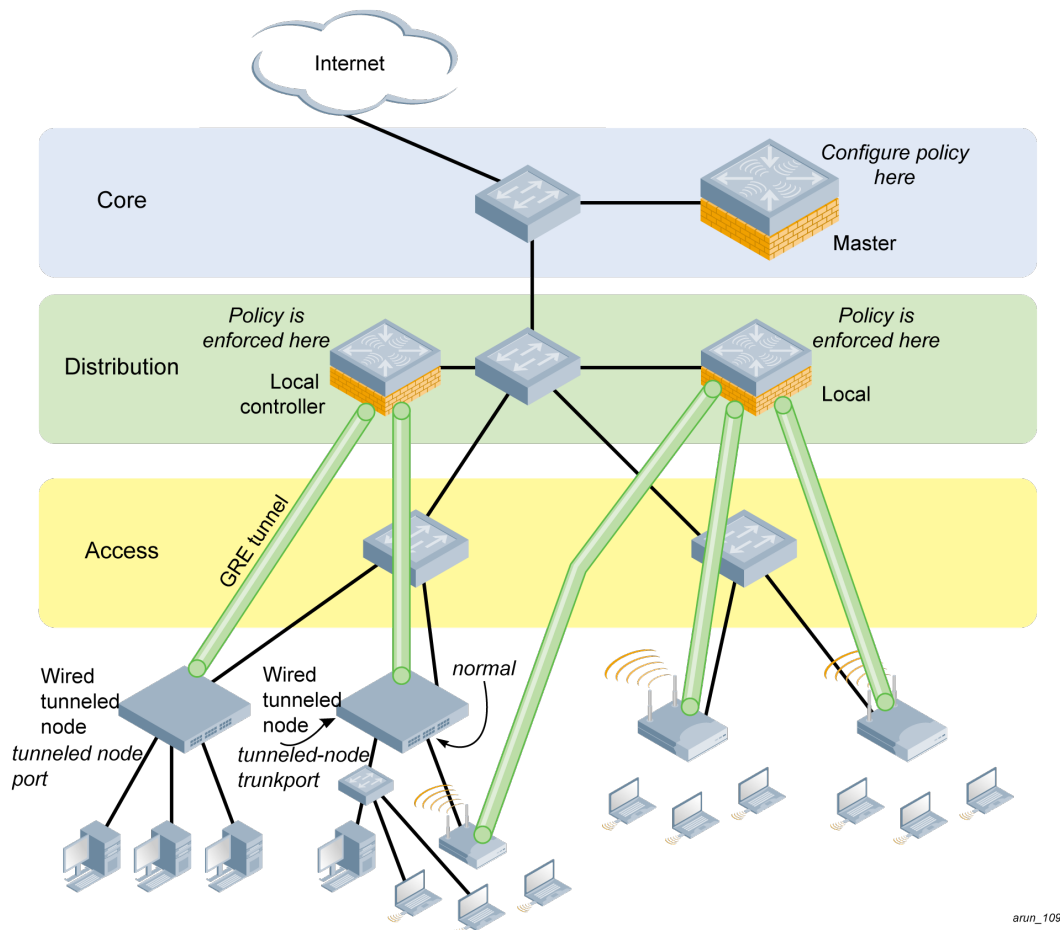 Internet
Configure policy
here
Core
Master
Policy is
enforced here
Policy is
enforced here
Distribution
Local
controller
Local
GRE tunnel
Access
Wired
tunneled
node
tunneled node
port
Wired
tunneled
node
tunneled-node
trunkport
normal
arun_109